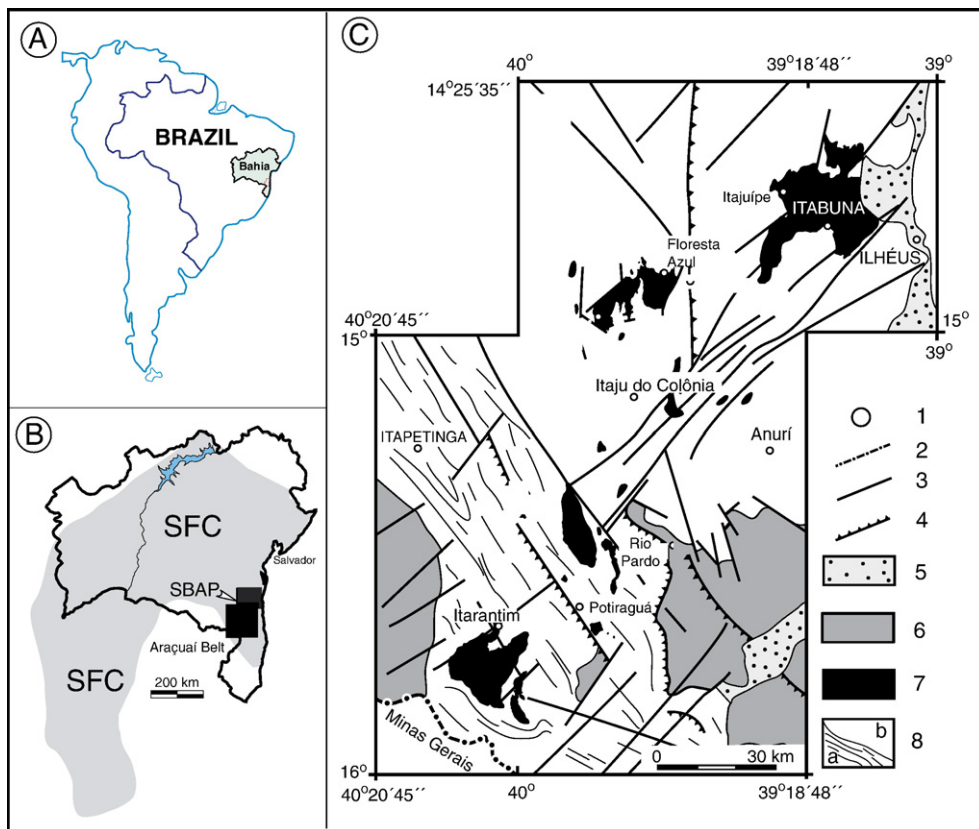 A
BRAZIL
Bahia
B
SFC
Salvador
SBAP
Araçuaí Belt
SFC
200 km
C
40° 39°18´48´´ 39°
14°25´35´´
Itajuípe
ITABUNA
Floresta
Azul
ILHÉUS
40°20´45´´
15° 15°
39°
Itaju do Colônia
ITAPETINGA
Anurí
Rio
Pardo
Potiraguá
Itarantim
Minas Gerais
0 30 km
16°
40°20´45´´ 40° 39°18´48´´
1
2
3
4
5
6
7
b
a
8